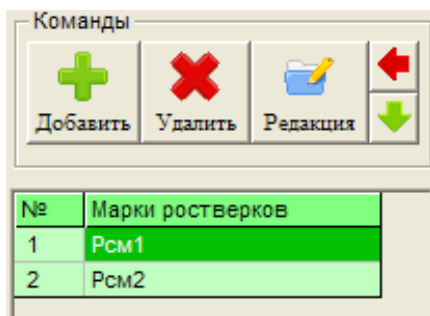 Команды
Добавить Удалить Редакция
№ Марки ростверков
1 Рсм1
2 Рсм2